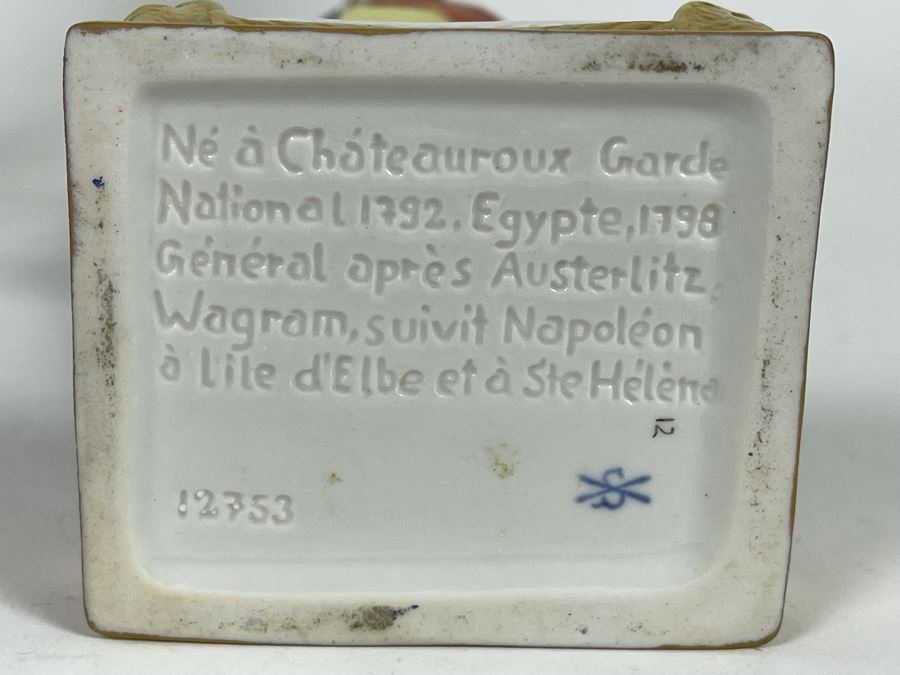 Né à Cháteauroux Garde
National 1792. Egypte, 1798
Général après Austerlitz,
Wagram, suivit Napoléon
à Lile d'Elbe et à Ste Héléna
12
12753